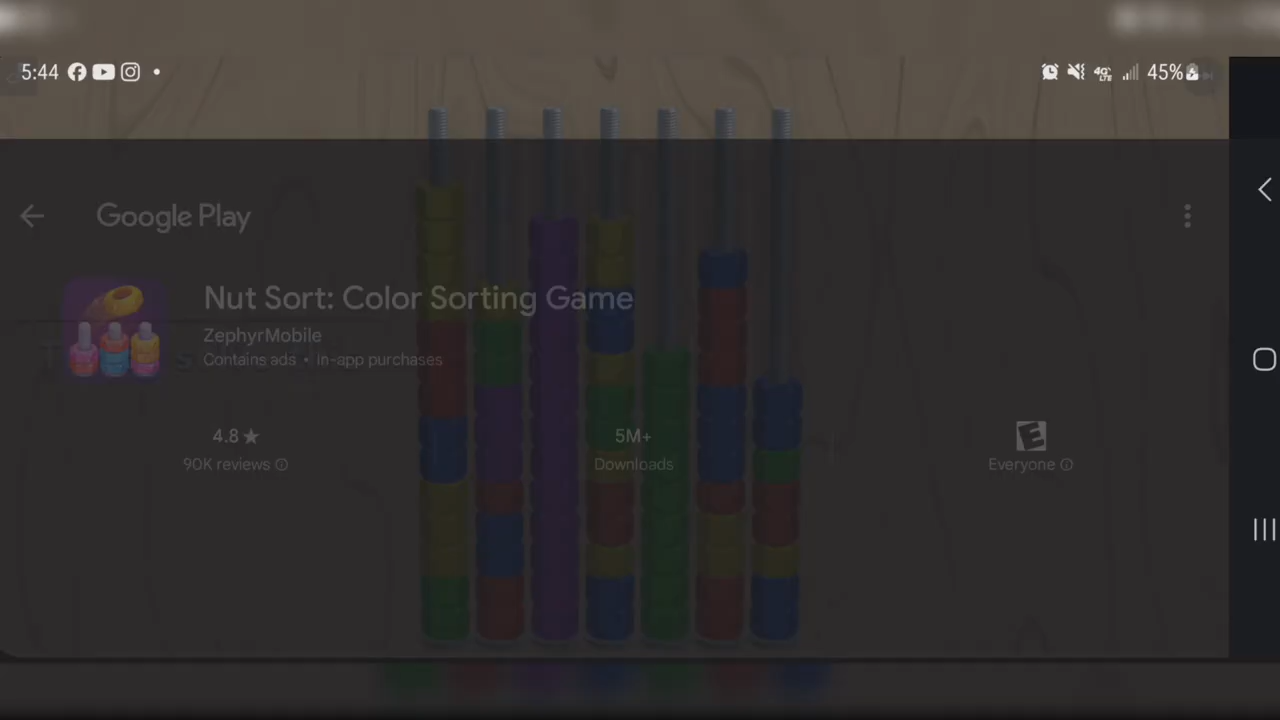 5:44
45%
Google Play
Nut Sort: Color Sorting Game
ZephyrMobile
Contains ads • In-app purchases
4.8★
90K reviews
5M+
Downloads
E
Everyone